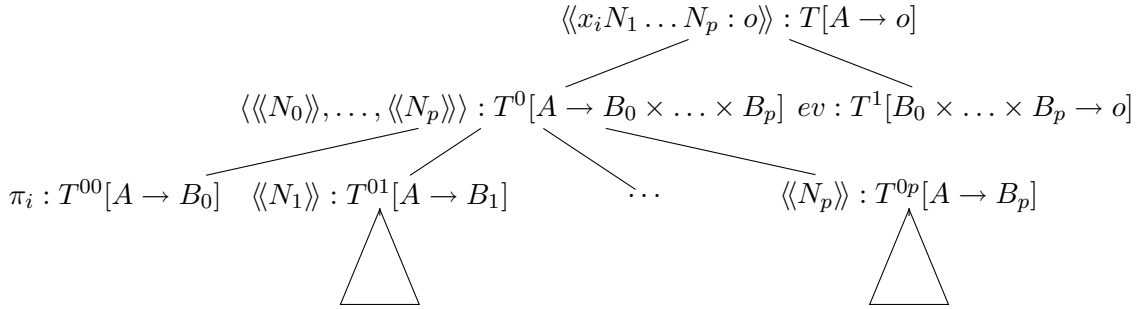 ⟨⟨x_i N_1 … N_p : o⟩⟩ : T[A → o]
⟨⟨⟨N_0⟩⟩, …, ⟨⟨N_p⟩⟩⟩ : T^0[A → B_0 × … × B_p] ev : T^1[B_0 × … × B_p → o]
π_i : T^{00}[A → B_0] ⟨⟨N_1⟩⟩ : T^{01}[A → B_1] ⋯ ⟨⟨N_p⟩⟩ : T^{0p}[A → B_p]